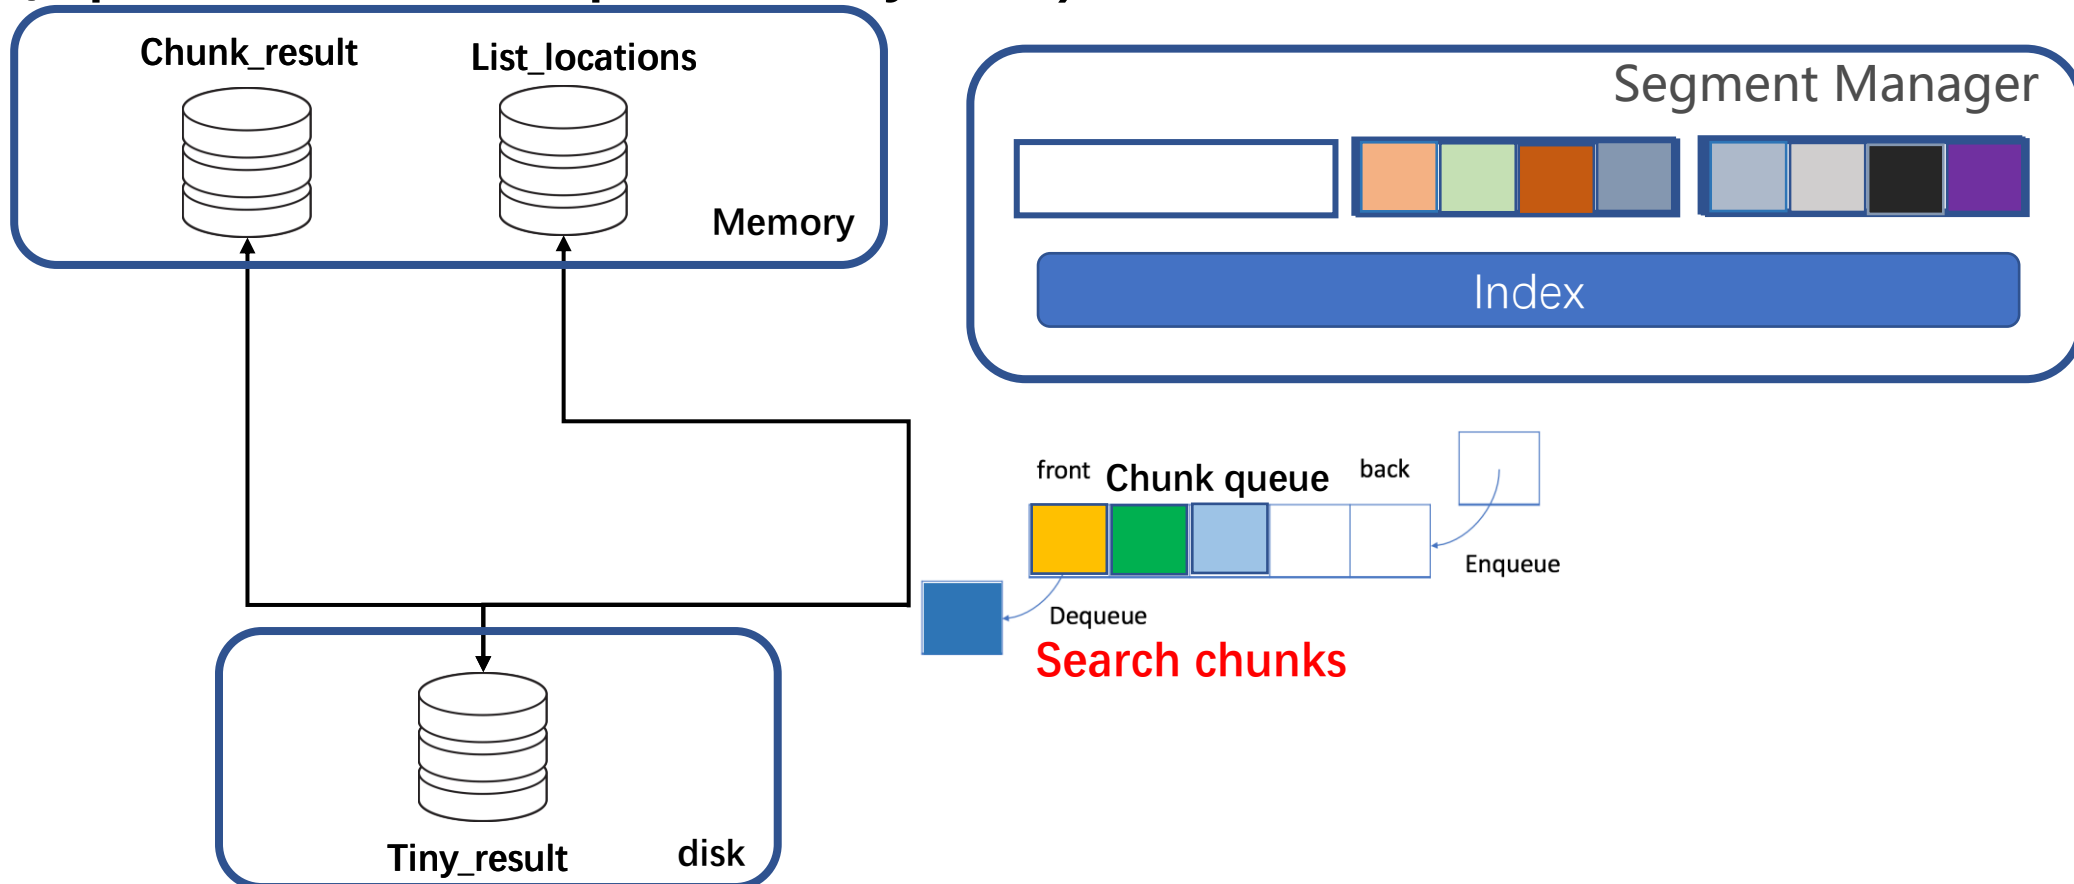 Chunk_result
List_locations
Memory
Segment Manager
Index
front
Chunk queue
back
Enqueue
Dequeue
Search chunks
Tiny_result
disk